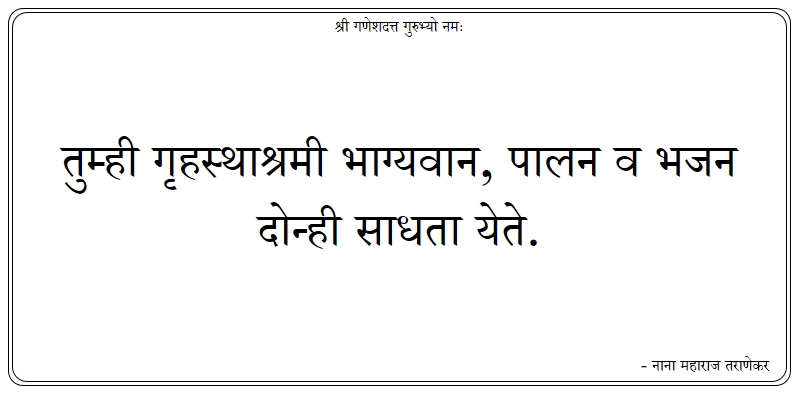 श्री गणेशदत्त गुरुभ्यो नमः
तुम्ही गृहस्थाश्रमी भाग्यवान, पालन व भजन
दोन्ही साधता येते.
- नाना महाराज तराणेकर